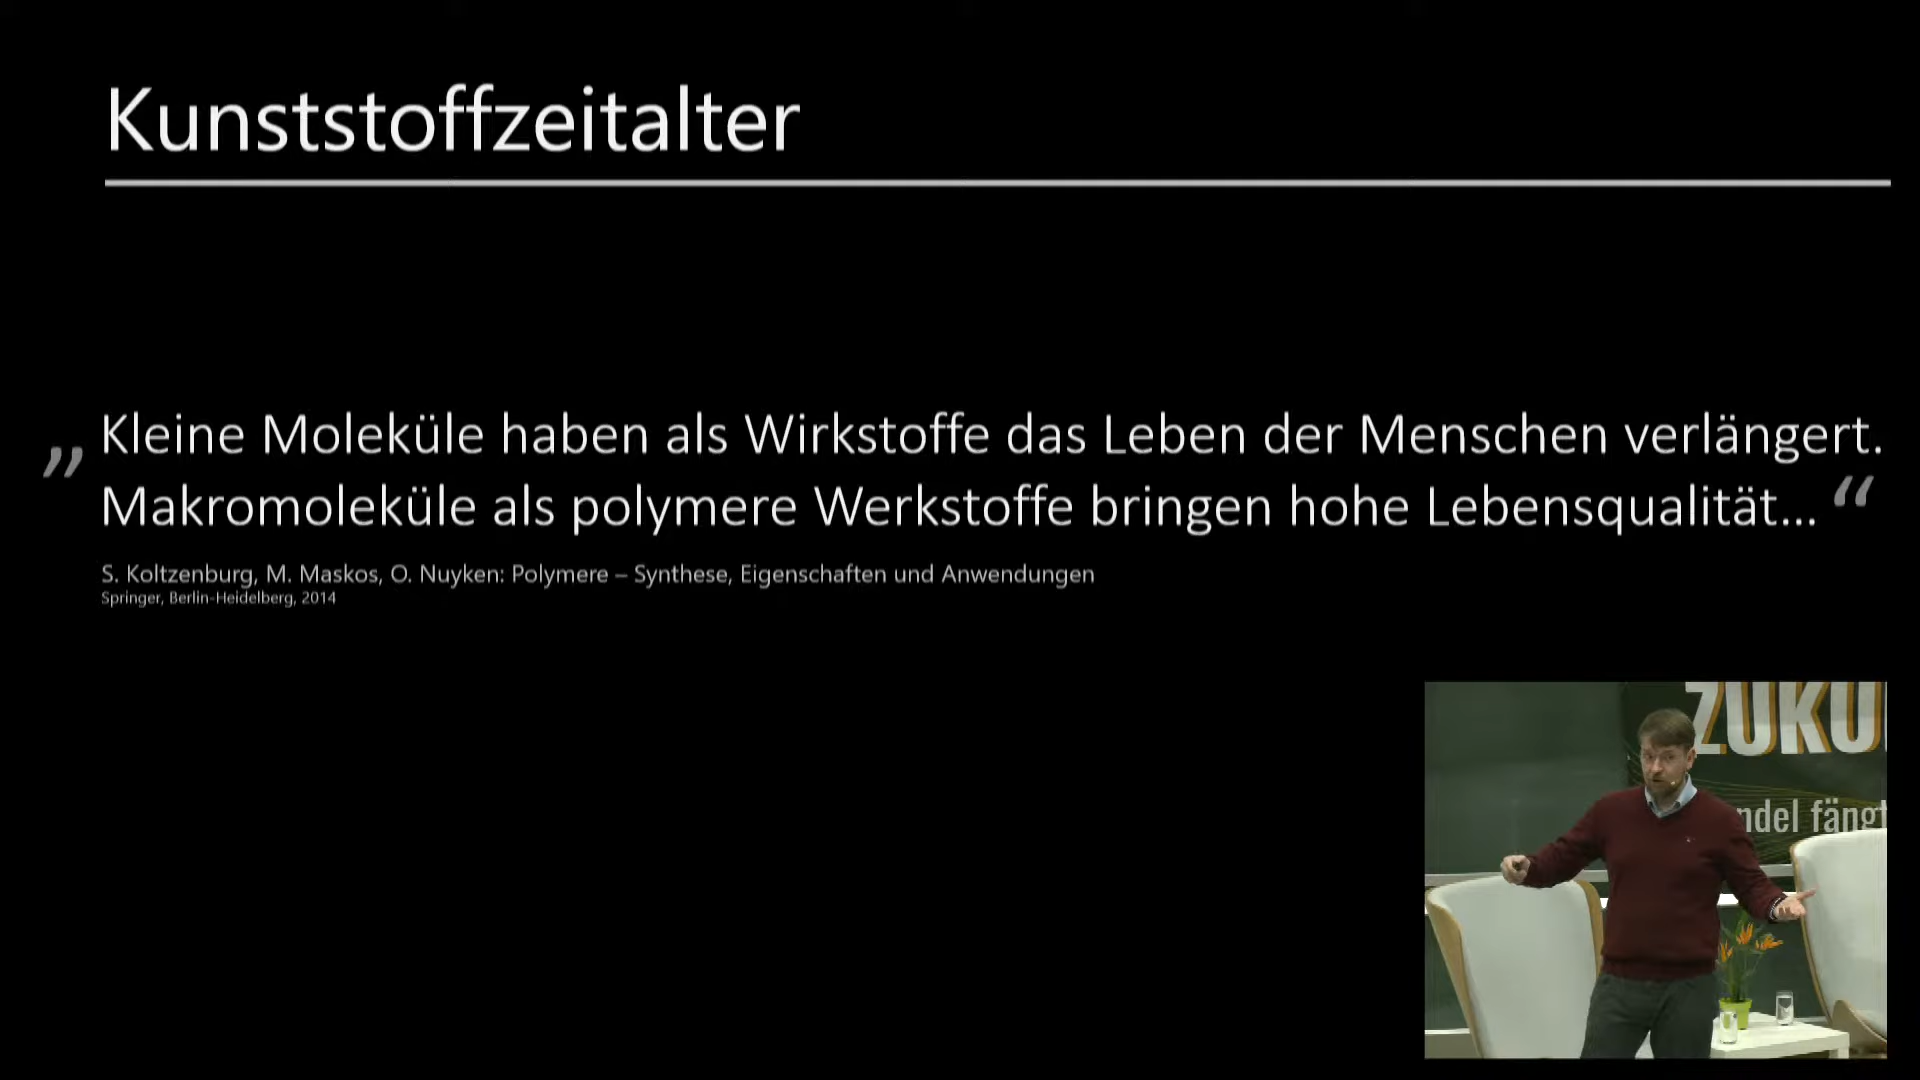 Kunststoffzeitalter
„Kleine Moleküle haben als Wirkstoffe das Leben der Menschen verlängert.
Makromoleküle als polymere Werkstoffe bringen hohe Lebensqualität...“
S. Koltzenburg, M. Maskos, O. Nuyken: Polymere – Synthese, Eigenschaften und Anwendungen
Springer, Berlin-Heidelberg, 2014
ZUKU
ndel fängt